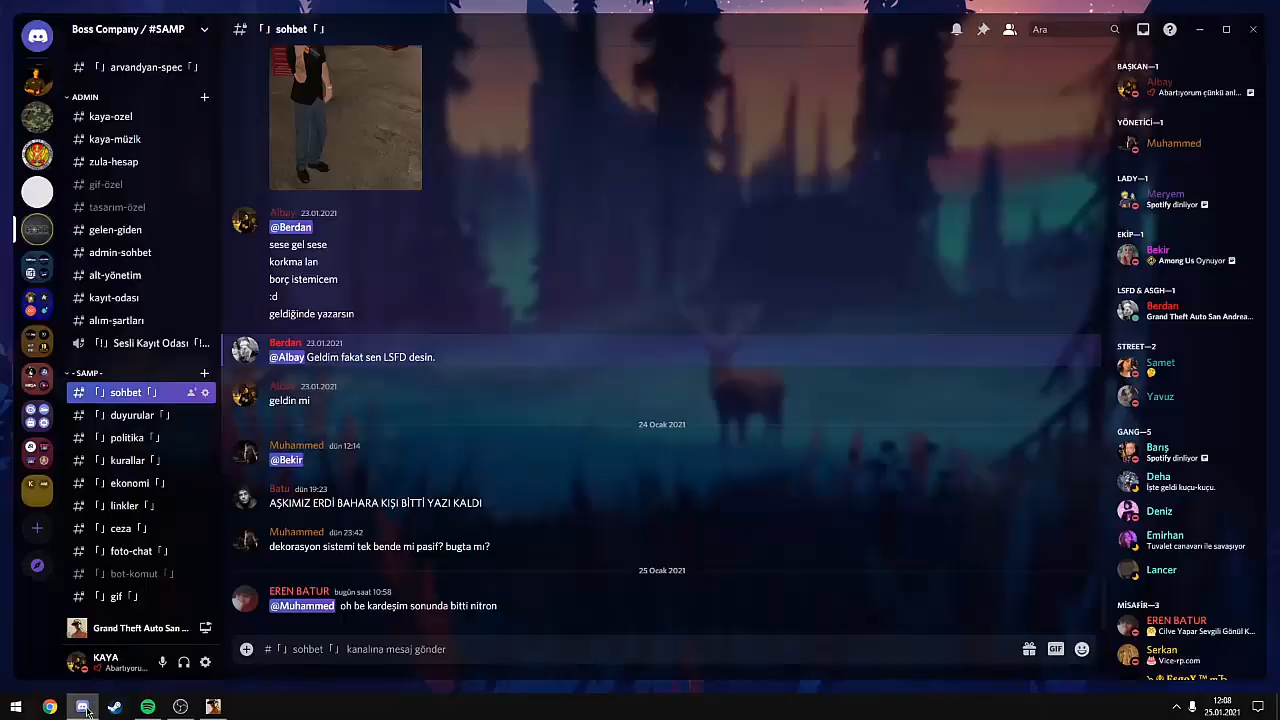 Boss Company / #SAMP
「」arvandyan-spec「」
ADMIN
kaya-ozel
kaya-müzik
zula-hesap
gif-özel
tasarım-özel
gelen-giden
admin-sohbet
alt-yönetim
kayıt-odası
alım-şartları
「!」 Sesli Kayıt Odası「!...
- SAMP -
「」 sohbet「」
「」 duyurular「」
「」 politika「」
「」 kurallar「」
「」 ekonomi「」
「」 linkler「」
「」 ceza「」
「」 foto-chat「」
「」 bot-komut「」
「」 gif「」
Grand Theft Auto San ...
KAYA
Abartıyoru...
「」 sohbet「」
Ara
Albay 23.01.2021
@Berdan
sese gel sese
korkma lan
borç istemicem
:d
geldiğinde yazarsın
Berdan 23.01.2021
@Albay Geldim fakat sen LSFD desin.
Albay 23.01.2021
geldin mi
24 Ocak 2021
Muhammed dün 12:14
@Bekir
Batu dün 19:23
AŞKIMIZ ERDİ BAHARA KIŞI BİTTİ YAZI KALDI
Muhammed dün 23:42
dekorasyon sistemi tek bende mi pasif? bugta mı?
25 Ocak 2021
EREN BATUR bugün saat 10:58
@Muhammed oh be kardeşim sonunda bitti nitron
# 「」 sohbet「」 kanalına mesaj gönder
GIF
BAŞKAN—1
Albay
Abartıyorum çünkü anl...
YÖNETİCİ—1
Muhammed
LADY—1
Meryem
Spotify dinliyor
EKİP—1
Bekir
Among Us Oynuyor
LSFD & ASGH—1
Berdan
Grand Theft Auto San Andrea...
STREET—2
Samet
Yavuz
GANG—5
Barış
Spotify dinliyor
Deha
İşte geldi kuçu-kuçu.
Deniz
Emirhan
Tuvalet canavarı ile savaşıyor
Lancer
MİSAFİR—3
EREN BATUR
Cilve Yapar Sevgili Gönül K...
Serkan
Vice-rp.com
12:08
25.01.2021